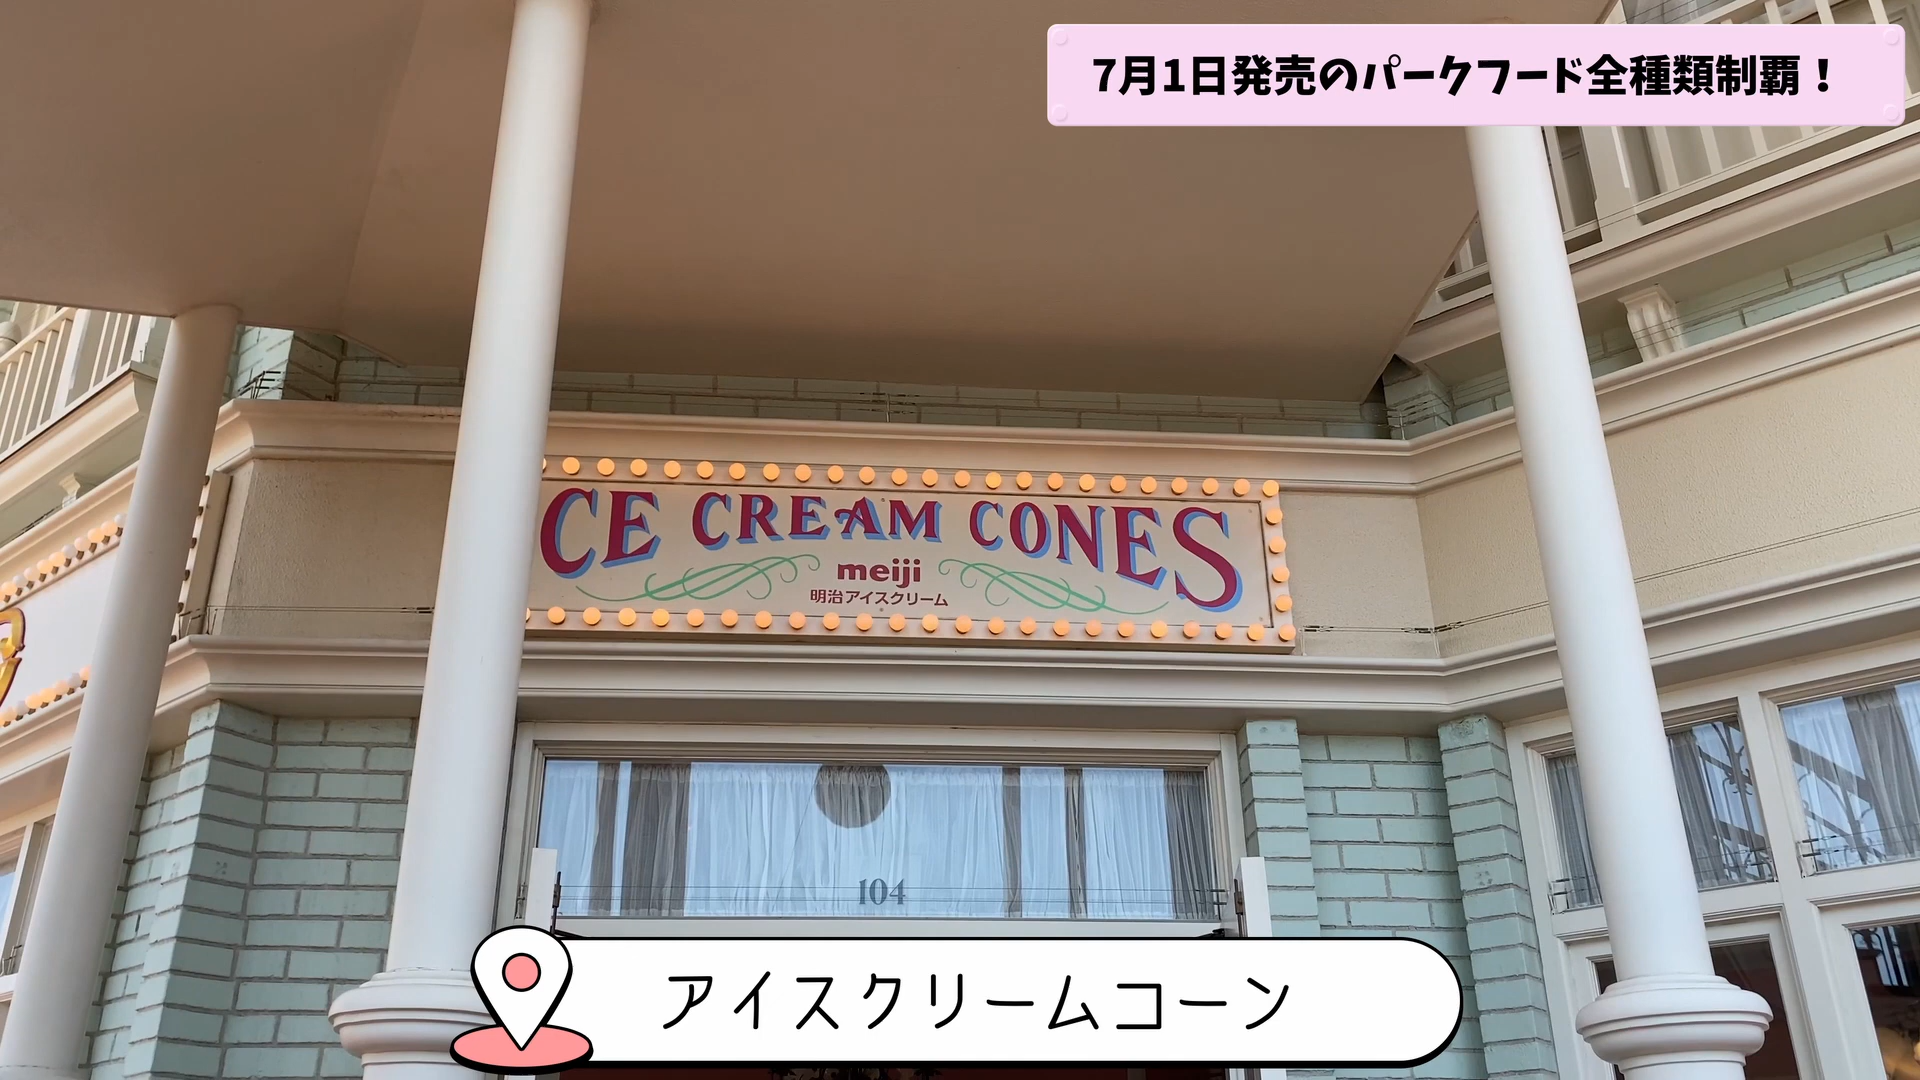 7月1日発売のパークフード全種類制覇！
CE CREAM CONES
meiji
明治アイスクリーム
104
アイスクリームコーン